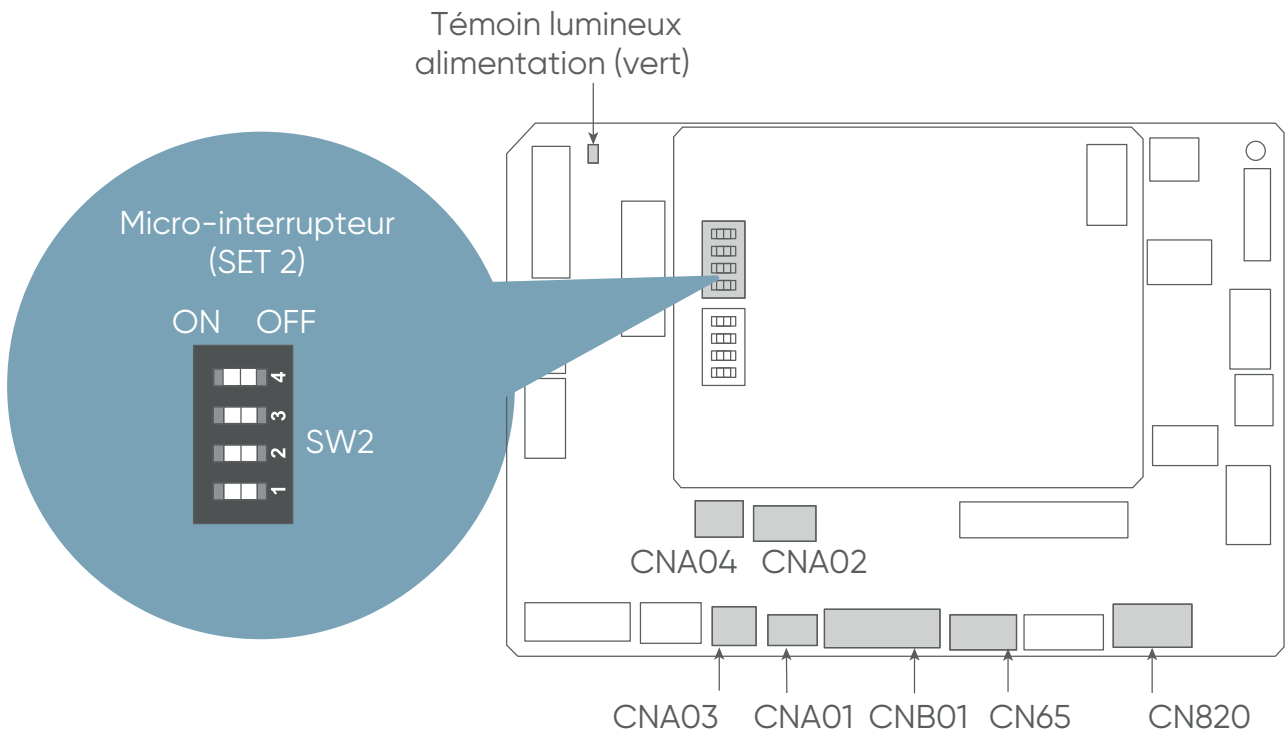 Témoin lumineux
alimentation (vert)
Micro-interrupteur
(SET 2)
ON OFF
4
3
2
1
SW2
CNA04 CNA02
CNA03 CNA01 CNB01 CN65 CN820